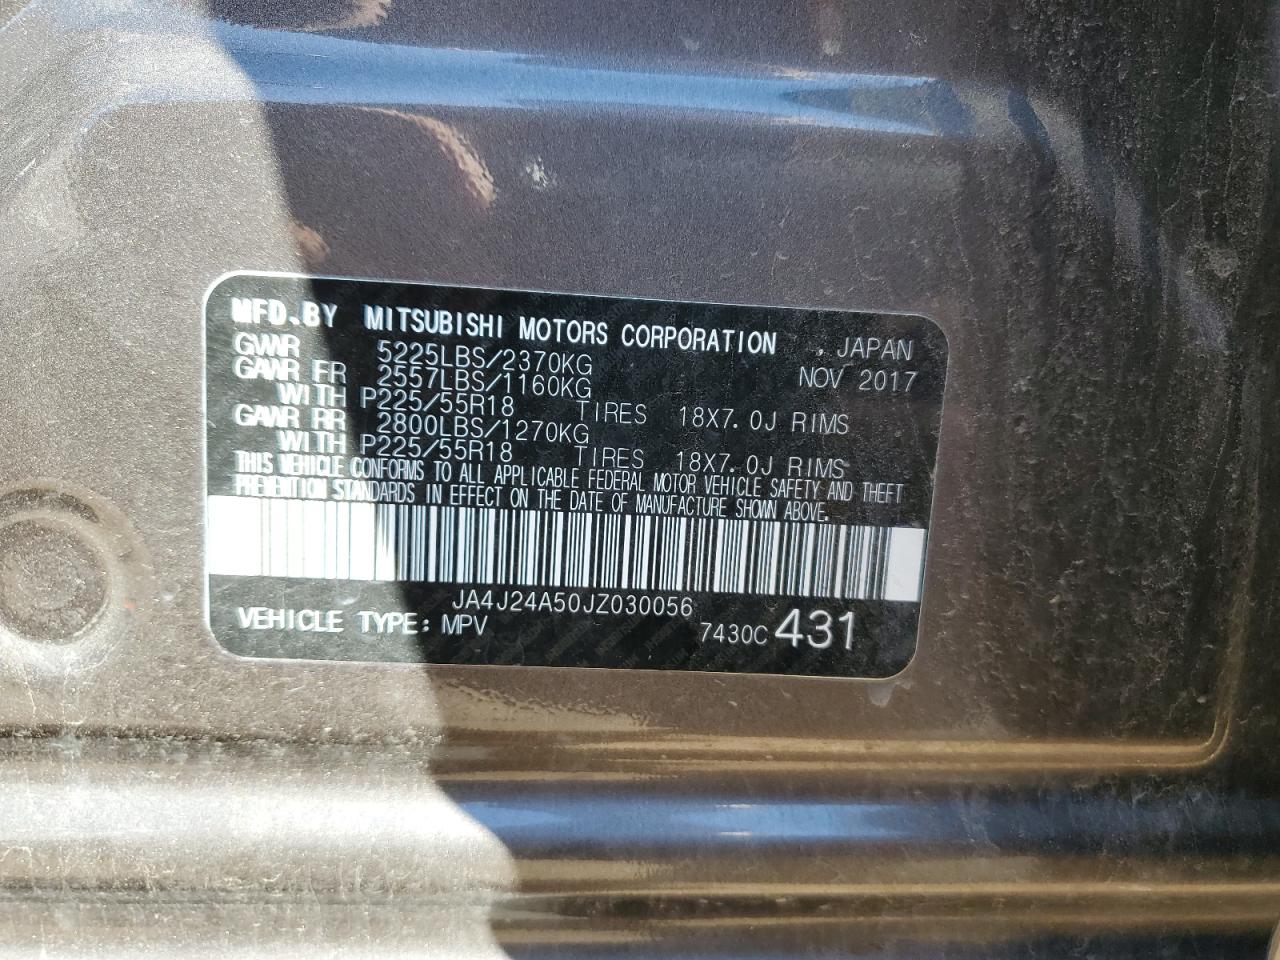 MFD.BY MITSUBISHI MOTORS CORPORATION , JAPAN
GWR 5225LBS/2370KG NOV 2017
GAWR FR 2557LBS/1160KG
WITH P225/55R18 TIRES 18X7.0J RIMS
GAWR RR 2800LBS/1270KG
WITH P225/55R18 TIRES 18X7.0J RIMS
THIS VEHICLE CONFORMS TO ALL APPLICABLE FEDERAL MOTOR VEHICLE SAFETY AND THEFT
PREVENTION STANDARDS IN EFFECT ON THE DATE OF MANUFACTURE SHOWN ABOVE.
JA4J24A50JZ030056
VEHICLE TYPE: MPV 7430C 431